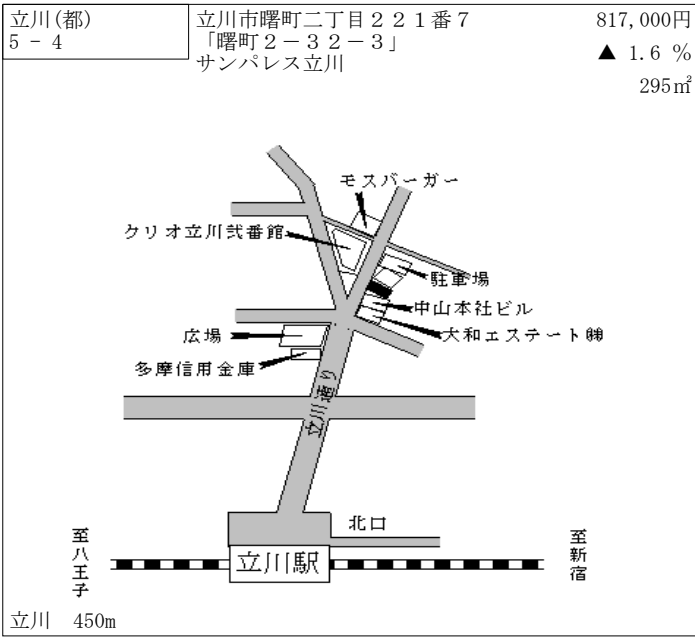 立川(都)
5 - 4
立川市曙町二丁目２２１番７
「曙町２－３２－３」
サンパレス立川
817,000円
▲ 1.6 %
295㎡
モスバーガー
クリオ立川弐番館
駐車場
中山本社ビル
大和エステート㈱
広場
多摩信用金庫
立川通り
北口
至八王子
立川駅
至新宿
立川 450m